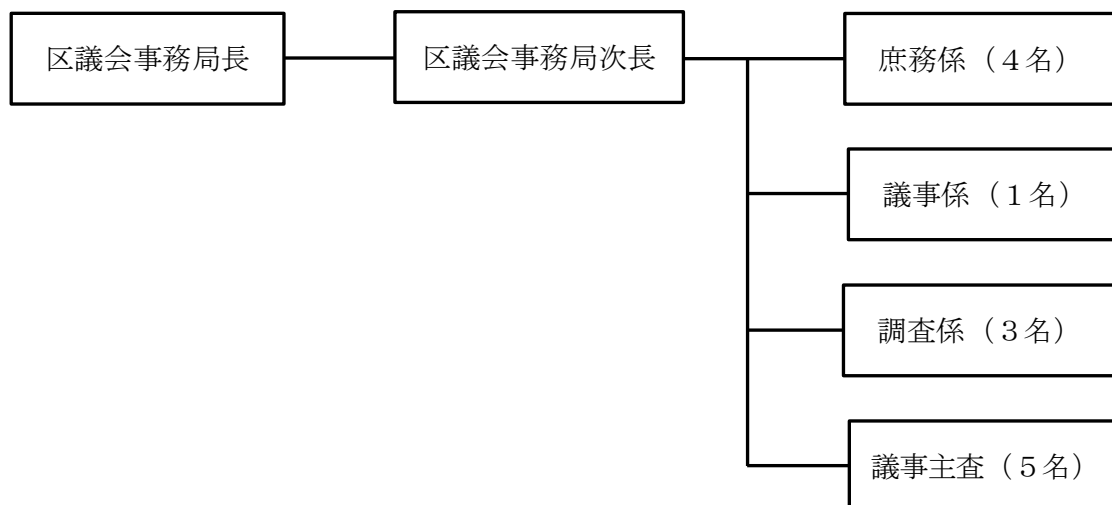 区議会事務局長
区議会事務局次長
庶務係（４名）
議事係（１名）
調査係（３名）
議事主査（５名）